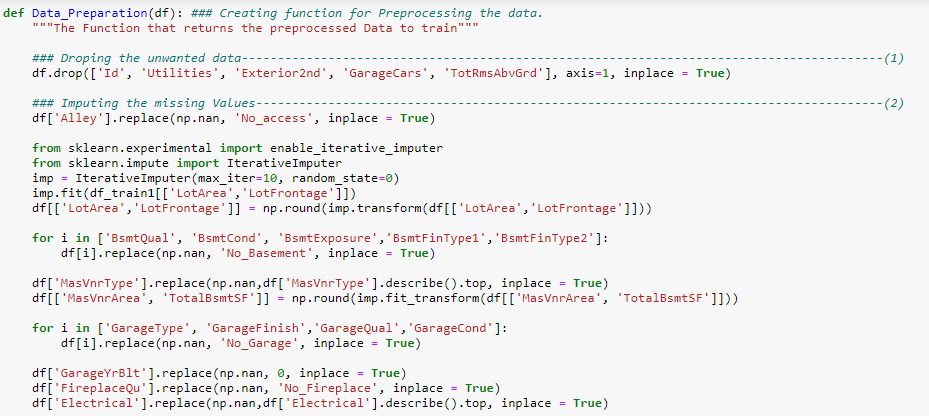 def Data_Preparation(df): ### Creating function for Preprocessing the data.
    """The Function that returns the preprocessed Data to train"""
    ### Droping the unwanted data-----------------------------------------------------------------------------------------(1)
    df.drop(['Id', 'Utilities', 'Exterior2nd', 'GarageCars', 'TotRmsAbvGrd'], axis=1, inplace = True)
    ### Imputing the missing Values---------------------------------------------------------------------------------------(2)
    df['Alley'].replace(np.nan, 'No_access', inplace = True)
    from sklearn.experimental import enable_iterative_imputer
    from sklearn.impute import IterativeImputer
    imp = IterativeImputer(max_iter=10, random_state=0)
    imp.fit(df_train1[['LotArea','LotFrontage']])
    df[['LotArea','LotFrontage']] = np.round(imp.transform(df[['LotArea','LotFrontage']]))
    for i in ['BsmtQual', 'BsmtCond', 'BsmtExposure','BsmtFinType1','BsmtFinType2']:
        df[i].replace(np.nan, 'No_Basement', inplace = True)
    df['MasVnrType'].replace(np.nan,df['MasVnrType'].describe().top, inplace = True)
    df[['MasVnrArea', 'TotalBsmtSF']] = np.round(imp.fit_transform(df[['MasVnrArea', 'TotalBsmtSF']]))
    for i in ['GarageType', 'GarageFinish','GarageQual','GarageCond']:
        df[i].replace(np.nan, 'No_Garage', inplace = True)
    df['GarageYrBlt'].replace(np.nan, 0, inplace = True)
    df['FireplaceQu'].replace(np.nan, 'No_Fireplace', inplace = True)
    df['Electrical'].replace(np.nan,df['Electrical'].describe().top, inplace = True)